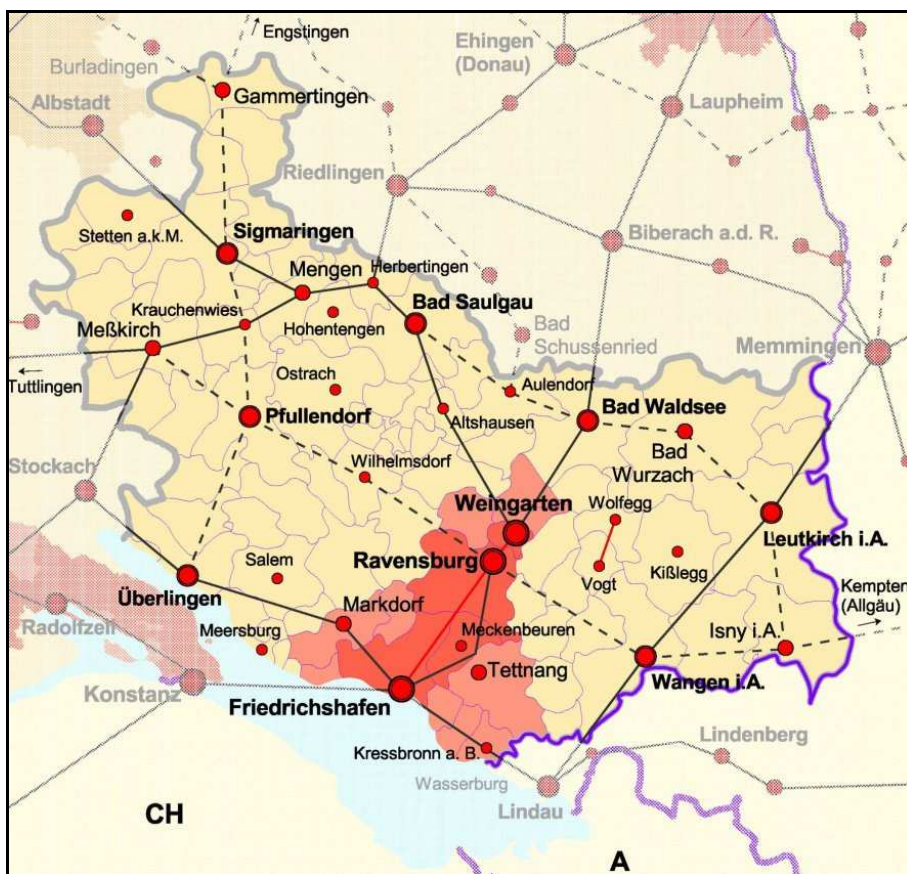 Engstingen
Ehingen
(Donau)
Burladingen
Albstadt
Gammertingen
Laupheim
Riedlingen
Stetten a.k.M.
Sigmaringen
Biberach a.d. R.
Mengen
Herbertingen
Krauchenwies
Bad Saulgau
Meßkirch
Hohentengen
Bad
Schussenried
Memmingen
Tuttlingen
Ostrach
Aulendorf
Pfullendorf
Altshausen
Bad Waldsee
Bad
Wurzach
Stockach
Wilhelmsdorf
Weingarten
Wolfegg
Leutkirch i.A.
Salem
Ravensburg
Vogt
Kißlegg
Überlingen
Kempten
(Allgäu)
Radolfzell
Meersburg
Markdorf
Meckenbeuren
Isny i.A.
Konstanz
Tettnang
Wangen i.A.
Friedrichshafen
Kressbronn a. B.
Lindenberg
Wasserburg
Lindau
CH
A